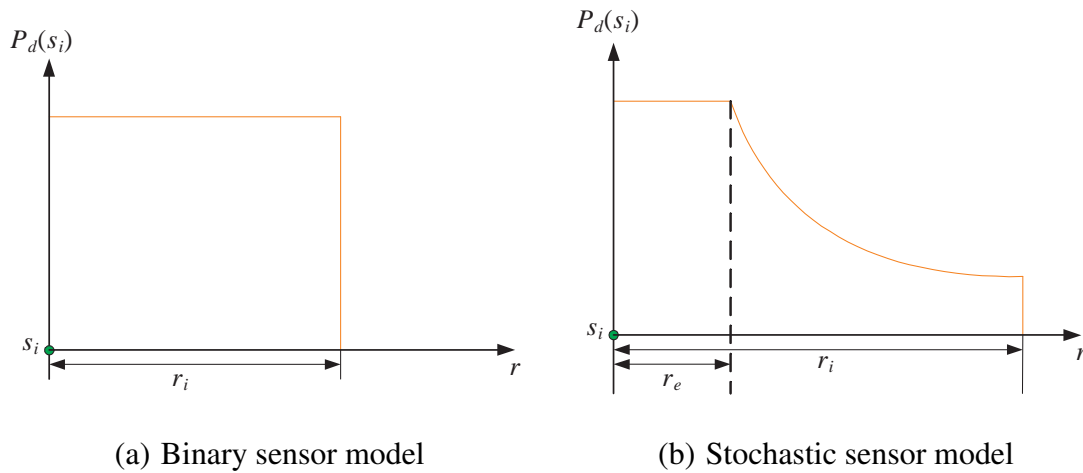 P_d(s_i)
s_i
r_i
r
(a) Binary sensor model
P_d(s_i)
s_i
r_e
r_i
r
(b) Stochastic sensor model